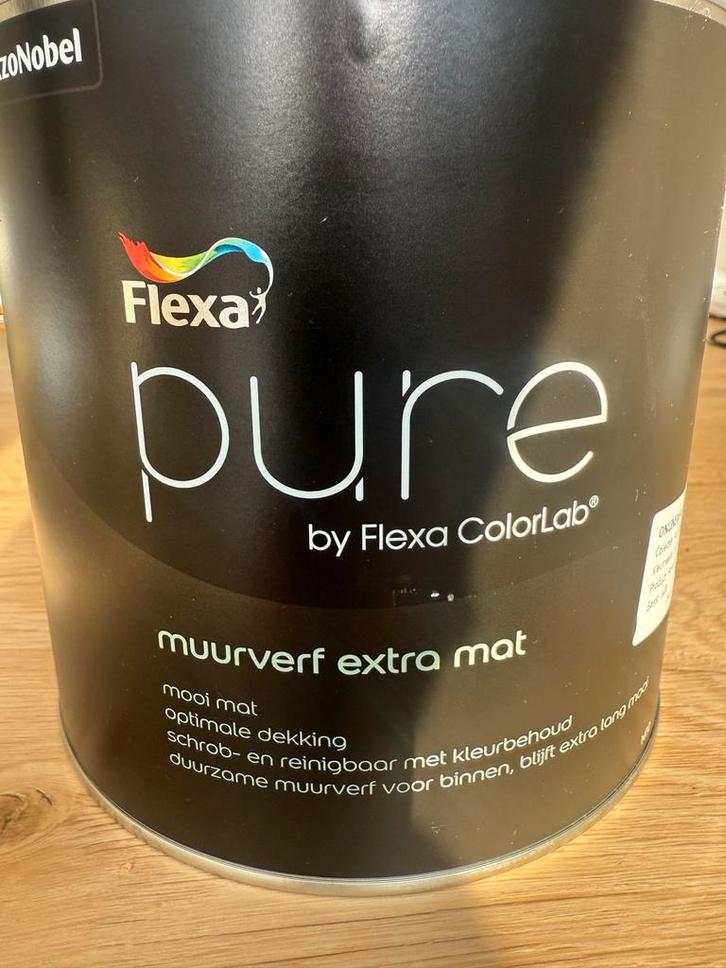 zoNobel
Flexa
pure
by Flexa ColorLab®
muurverf extra mat
mooi mat
optimale dekking
schrob- en reinigbaar met kleurbehoud
duurzame muurverf voor binnen, blijft extra lang mooi